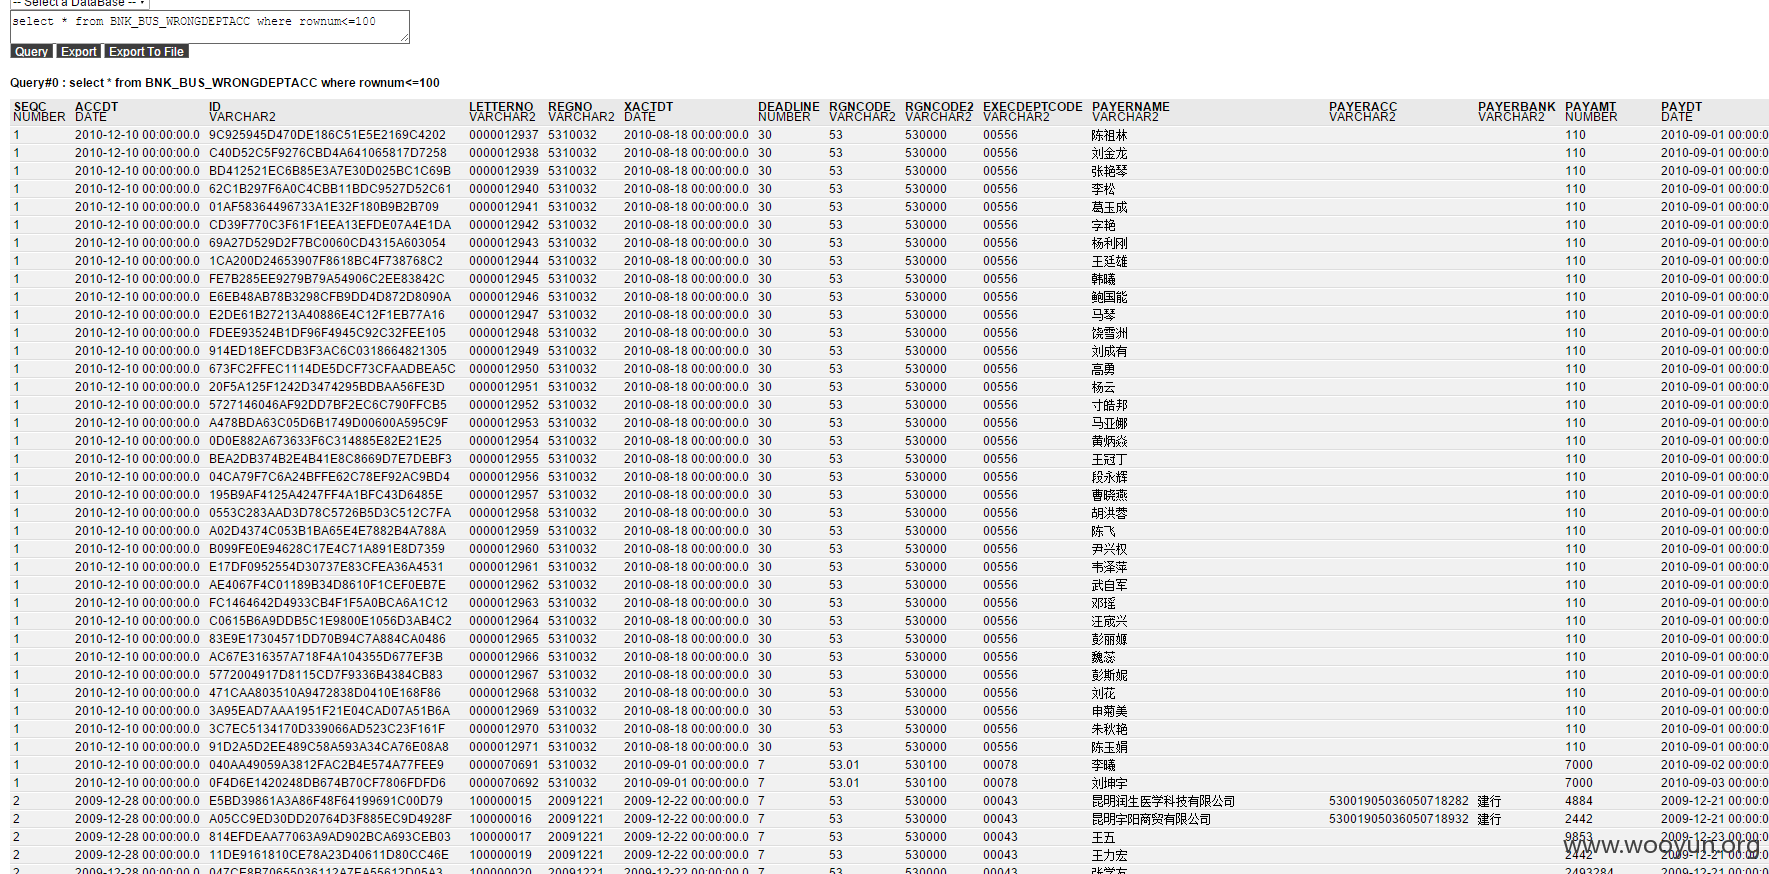 -- Select a DataBase --
select * from BNK_BUS_WRONGDEPTACC where rownum<=100
Query Export Export To File
Query#0 : select * from BNK_BUS_WRONGDEPTACC where rownum<=100
SEQC ACCDT ID LETTERNO REGNO XACTDT DEADLINE RGNCODE RGNCODE2 EXECDEPTCODE PAYERNAME PAYERACC PAYERBANK PAYAMT PAYDT
NUMBER DATE VARCHAR2 VARCHAR2 VARCHAR2 DATE NUMBER VARCHAR2 VARCHAR2 VARCHAR2 VARCHAR2 VARCHAR2 VARCHAR2 NUMBER DATE
1 2010-12-10 00:00:00.0 9C925945D470DE186C51E5E2169C4202 0000012937 5310032 2010-08-18 00:00:00.0 30 53 530000 00556 陈祖林 110 2010-09-01 00:00:0
1 2010-12-10 00:00:00.0 C40D52C5F9276CBD4A641065817D7258 0000012938 5310032 2010-08-18 00:00:00.0 30 53 530000 00556 刘金龙 110 2010-09-01 00:00:0
1 2010-12-10 00:00:00.0 BD412521EC6B85E3A7E30D025BC1C69B 0000012939 5310032 2010-08-18 00:00:00.0 30 53 530000 00556 张艳琴 110 2010-09-01 00:00:0
1 2010-12-10 00:00:00.0 62C1B297F6A0C4CBB11BDC9527D52C61 0000012940 5310032 2010-08-18 00:00:00.0 30 53 530000 00556 李松 110 2010-09-01 00:00:0
1 2010-12-10 00:00:00.0 01AF58364496733A1E32F180B9B2B709 0000012941 5310032 2010-08-18 00:00:00.0 30 53 530000 00556 葛玉成 110 2010-09-01 00:00:0
1 2010-12-10 00:00:00.0 CD39F770C3F61F1EEA13EFDE07A4E1DA 0000012942 5310032 2010-08-18 00:00:00.0 30 53 530000 00556 字艳 110 2010-09-01 00:00:0
1 2010-12-10 00:00:00.0 69A27D529D2F7BC0060CD4315A603054 0000012943 5310032 2010-08-18 00:00:00.0 30 53 530000 00556 杨利刚 110 2010-09-01 00:00:0
1 2010-12-10 00:00:00.0 1CA200D24653907F8618BC4F738768C2 0000012944 5310032 2010-08-18 00:00:00.0 30 53 530000 00556 王廷雄 110 2010-09-01 00:00:0
1 2010-12-10 00:00:00.0 FE7B285EE9279B79A54906C2EE83842C 0000012945 5310032 2010-08-18 00:00:00.0 30 53 530000 00556 韩曦 110 2010-09-01 00:00:0
1 2010-12-10 00:00:00.0 E6EB48AB78B3298CFB9DD4D872D8090A 0000012946 5310032 2010-08-18 00:00:00.0 30 53 530000 00556 鲍国能 110 2010-09-01 00:00:0
1 2010-12-10 00:00:00.0 E2DE61B27213A40886E4C12F1EB77A16 0000012947 5310032 2010-08-18 00:00:00.0 30 53 530000 00556 马琴 110 2010-09-01 00:00:0
1 2010-12-10 00:00:00.0 FDEE93524B1DF96F4945C92C32FEE105 0000012948 5310032 2010-08-18 00:00:00.0 30 53 530000 00556 饶雪洲 110 2010-09-01 00:00:0
1 2010-12-10 00:00:00.0 914ED18EFCDB3F3AC6C0318664821305 0000012949 5310032 2010-08-18 00:00:00.0 30 53 530000 00556 刘成有 110 2010-09-01 00:00:0
1 2010-12-10 00:00:00.0 673FC2FFEC1114DE5DCF73CFAADBEA5C 0000012950 5310032 2010-08-18 00:00:00.0 30 53 530000 00556 高勇 110 2010-09-01 00:00:0
1 2010-12-10 00:00:00.0 20F5A125F1242D3474295BDBAA56FE3D 0000012951 5310032 2010-08-18 00:00:00.0 30 53 530000 00556 杨云 110 2010-09-01 00:00:0
1 2010-12-10 00:00:00.0 5727146046AF92DD7BF2EC6C790FFCB5 0000012952 5310032 2010-08-18 00:00:00.0 30 53 530000 00556 寸皓邦 110 2010-09-01 00:00:0
1 2010-12-10 00:00:00.0 A478BDA63C05D6B1749D00600A595C9F 0000012953 5310032 2010-08-18 00:00:00.0 30 53 530000 00556 马亚娜 110 2010-09-01 00:00:0
1 2010-12-10 00:00:00.0 0D0E882A673633F6C314885E82E21E25 0000012954 5310032 2010-08-18 00:00:00.0 30 53 530000 00556 黄炳焱 110 2010-09-01 00:00:0
1 2010-12-10 00:00:00.0 BEA2DB374B2E4B41E8C8669D7E7DEBF3 0000012955 5310032 2010-08-18 00:00:00.0 30 53 530000 00556 王冠丁 110 2010-09-01 00:00:0
1 2010-12-10 00:00:00.0 04CA79F7C6A24BFFE62C78EF92AC9BD4 0000012956 5310032 2010-08-18 00:00:00.0 30 53 530000 00556 段永辉 110 2010-09-01 00:00:0
1 2010-12-10 00:00:00.0 195B9AF4125A4247FF4A1BFC43D6485E 0000012957 5310032 2010-08-18 00:00:00.0 30 53 530000 00556 曹晓燕 110 2010-09-01 00:00:0
1 2010-12-10 00:00:00.0 0553C283AAD3D78C5726B5D3C512C7FA 0000012958 5310032 2010-08-18 00:00:00.0 30 53 530000 00556 胡洪蓉 110 2010-09-01 00:00:0
1 2010-12-10 00:00:00.0 A02D4374C053B1BA65E4E7882B4A788A 0000012959 5310032 2010-08-18 00:00:00.0 30 53 530000 00556 陈飞 110 2010-09-01 00:00:0
1 2010-12-10 00:00:00.0 B099FE0E94628C17E4C71A891E8D7359 0000012960 5310032 2010-08-18 00:00:00.0 30 53 530000 00556 尹兴权 110 2010-09-01 00:00:0
1 2010-12-10 00:00:00.0 E17DF0952554D30737E83CFEA36A4531 0000012961 5310032 2010-08-18 00:00:00.0 30 53 530000 00556 韦泽萍 110 2010-09-01 00:00:0
1 2010-12-10 00:00:00.0 AE4067F4C01189B34D8610F1CEF0EB7E 0000012962 5310032 2010-08-18 00:00:00.0 30 53 530000 00556 武自军 110 2010-09-01 00:00:0
1 2010-12-10 00:00:00.0 FC1464642D4933CB4F1F5A0BCA6A1C12 0000012963 5310032 2010-08-18 00:00:00.0 30 53 530000 00556 邓瑶 110 2010-09-01 00:00:0
1 2010-12-10 00:00:00.0 C0615B6A9DDB5C1E9800E1056D3AB4C2 0000012964 5310032 2010-08-18 00:00:00.0 30 53 530000 00556 汪宬兴 110 2010-09-01 00:00:0
1 2010-12-10 00:00:00.0 83E9E17304571DD70B94C7A884CA0486 0000012965 5310032 2010-08-18 00:00:00.0 30 53 530000 00556 彭丽娜 110 2010-09-01 00:00:0
1 2010-12-10 00:00:00.0 AC67E316357A718F4A104355D677EF3B 0000012966 5310032 2010-08-18 00:00:00.0 30 53 530000 00556 魏蕊 110 2010-09-01 00:00:0
1 2010-12-10 00:00:00.0 5772004917D8115CD7F9336B4384CB83 0000012967 5310032 2010-08-18 00:00:00.0 30 53 530000 00556 彭斯妮 110 2010-09-01 00:00:0
1 2010-12-10 00:00:00.0 471CAA803510A9472838D0410E168F86 0000012968 5310032 2010-08-18 00:00:00.0 30 53 530000 00556 刘花 110 2010-09-01 00:00:0
1 2010-12-10 00:00:00.0 3A95EAD7AAA1951F21E04CAD07A51B6A 0000012969 5310032 2010-08-18 00:00:00.0 30 53 530000 00556 申菊美 110 2010-09-01 00:00:0
1 2010-12-10 00:00:00.0 3C7EC5134170D339066AD523C23F161F 0000012970 5310032 2010-08-18 00:00:00.0 30 53 530000 00556 朱秋艳 110 2010-09-01 00:00:0
1 2010-12-10 00:00:00.0 91D2A5D2EE489C58A593A34CA76E08A8 0000012971 5310032 2010-08-18 00:00:00.0 30 53 530000 00556 陈玉娟 110 2010-09-01 00:00:0
1 2010-12-10 00:00:00.0 040AA49059A3812FAC2B4E574A77FEE9 0000070691 5310032 2010-09-01 00:00:00.0 7 53.01 530100 00078 李曦 7000 2010-09-02 00:00:0
1 2010-12-10 00:00:00.0 0F4D6E1420248DB674B70CF7806FDFD6 0000070692 5310032 2010-09-01 00:00:00.0 7 53.01 530100 00078 刘坤宇 7000 2010-09-03 00:00:0
2 2009-12-28 00:00:00.0 E5BD39861A3A86F48F64199691C00D79 100000015 20091221 2009-12-22 00:00:00.0 7 53 530000 00043 昆明润生医学科技有限公司 53001905036050718282 建行 4884 2009-12-21 00:00:0
2 2009-12-28 00:00:00.0 A05CC9ED30DD20764D3F885EC9D4928F 100000016 20091221 2009-12-22 00:00:00.0 7 53 530000 00043 昆明宇阳商贸有限公司 53001905036050718932 建行 2442 2009-12-21 00:00:0
2 2009-12-28 00:00:00.0 814EFDEAA77063A9AD902BCA693CEB03 100000017 20091221 2009-12-22 00:00:00.0 7 53 530000 00043 王五 9853 2009-12-23 00:00:0
2 2009-12-28 00:00:00.0 11DE9161810CE78A23D40611D80CC46E 100000019 20091221 2009-12-22 00:00:00.0 7 53 530000 00043 王力宏 2442 2009-12-21 00:00:0
2 2009-12-28 00:00:00.0 047CE8B70655036112A7EA55612D05A3 100000020 20091221 2009-12-22 00:00:00.0 7 53 530000 00043 张学友 2493284 2009-12-21 00:00:0
www.wooyun.org